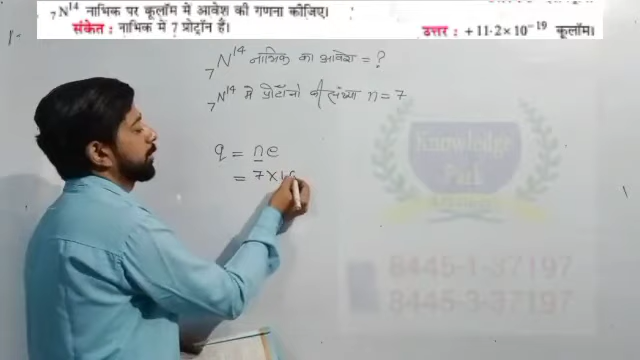 ₇N¹⁴ नाभिक पर कूलॉम में आवेश की गणना कीजिए।
संकेत : नाभिक में 7 प्रोटॉन हैं। उत्तर : +11·2×10⁻¹⁹ कूलॉम।
1-
₇N¹⁴ नाभिक का आवेश = ?
₇N¹⁴ मे प्रोटॉनो की संख्या n = 7
q = ne
= 7×1.6
Knowledge
Park
8445-1-37197
8445-3-37197